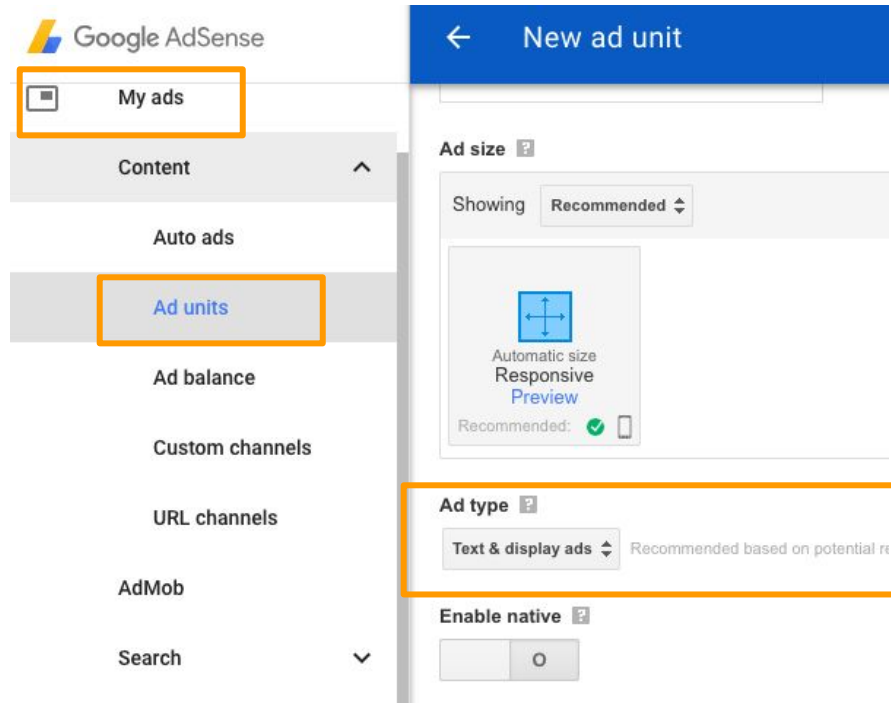 Google AdSense
My ads
Content
Auto ads
Ad units
Ad balance
Custom channels
URL channels
AdMob
Search
New ad unit
Ad size ?
Showing Recommended
Automatic size
Responsive
Preview
Recommended:
Ad type ?
Text & display ads Recommended based on potential re
Enable native ?
O